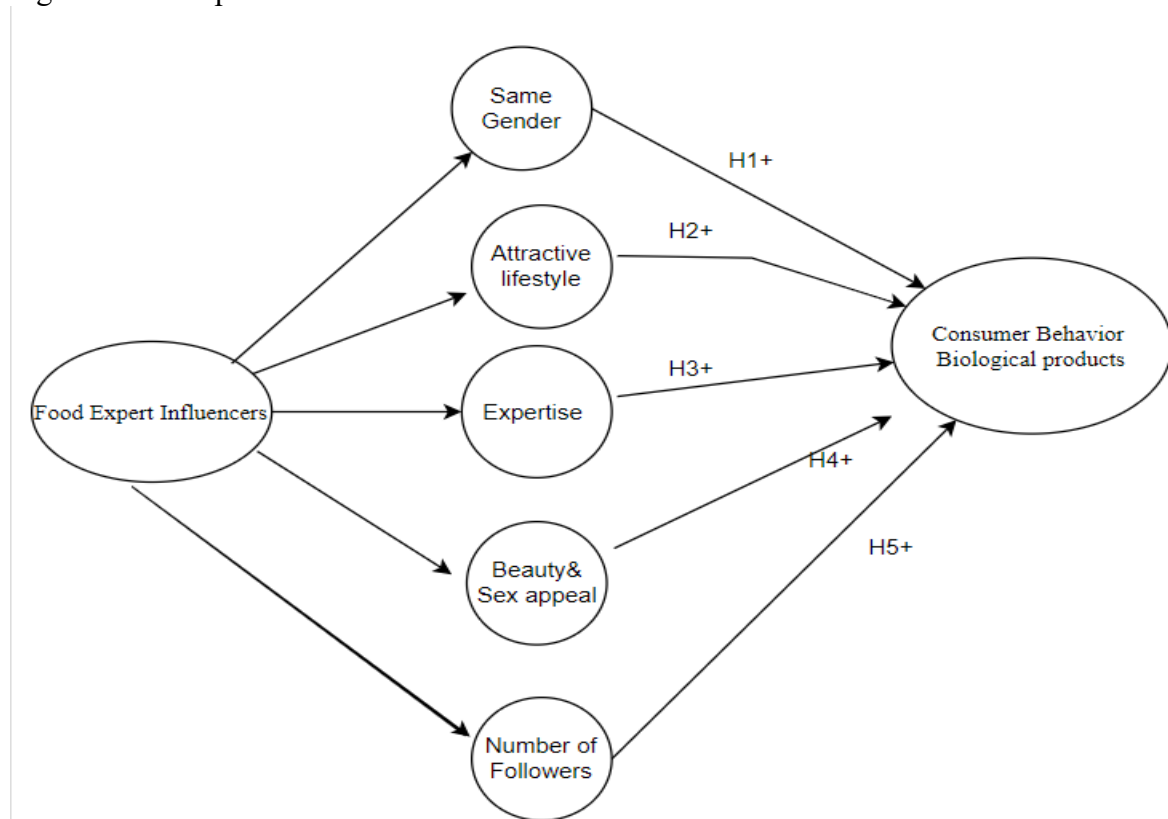 Same
Gender
H1+
Attractive
lifestyle
H2+
Consumer Behavior
Biological products
H3+
Food Expert Influencers
Expertise
H4+
Beauty&
Sex appeal
H5+
Number of
Followers